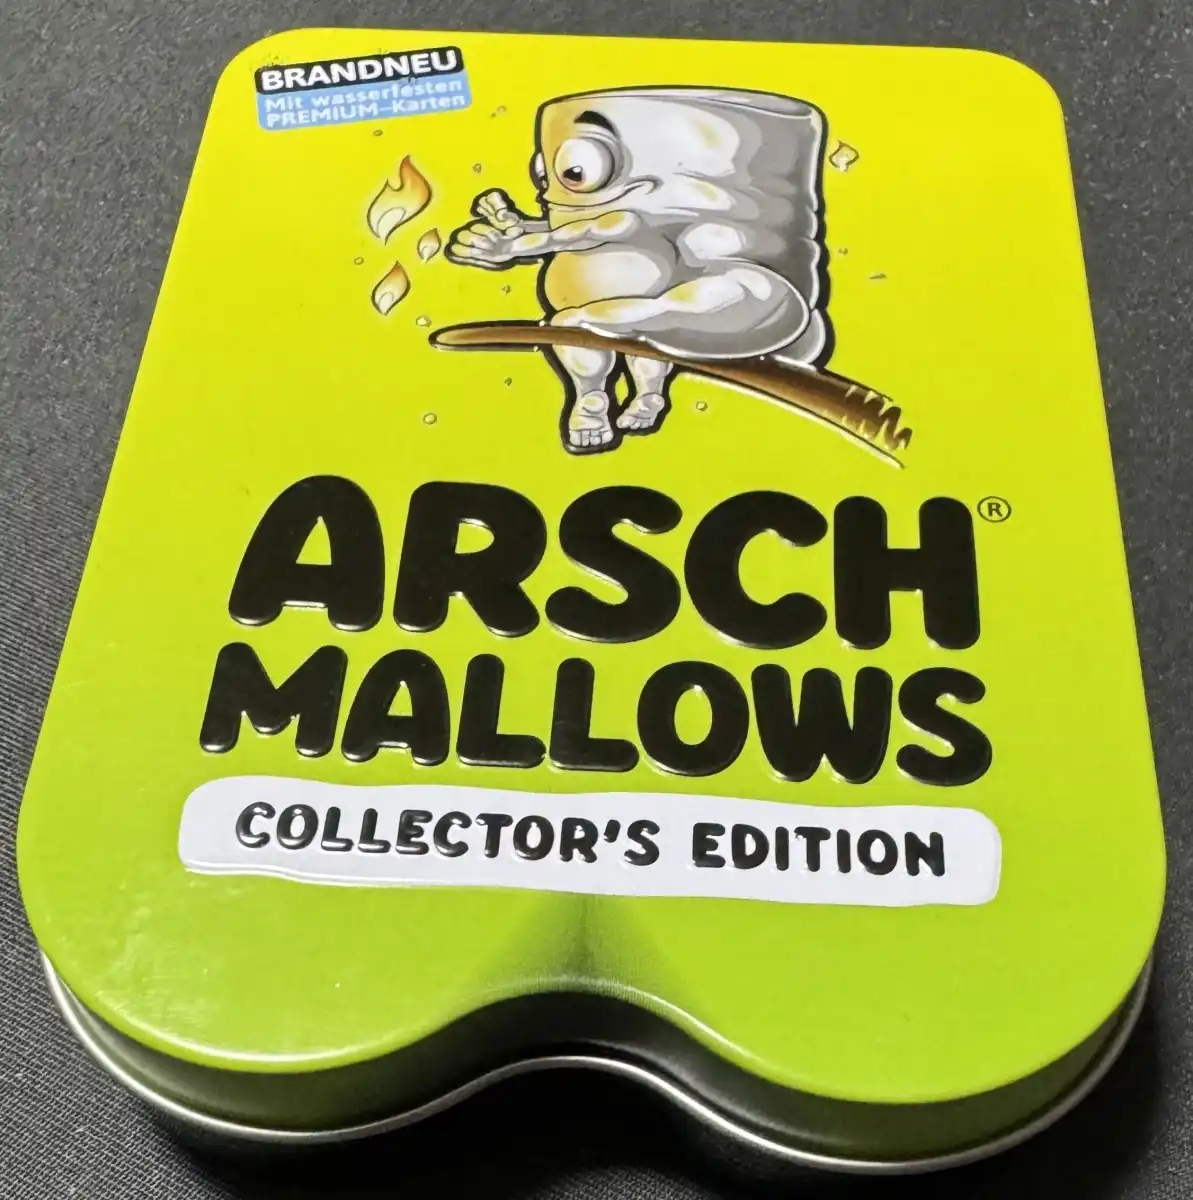 BRANDNEU
Mit wasserfesten
PREMIUM-Karten
ARSCH®
MALLOWS
COLLECTOR'S EDITION